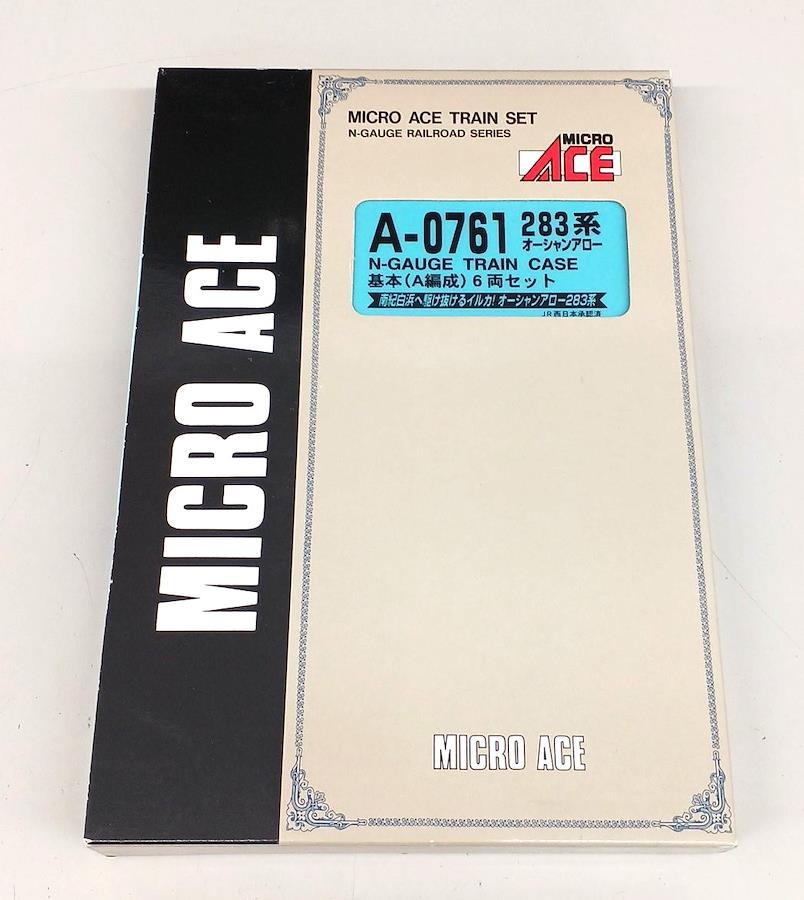 MICRO ACE
MICRO ACE TRAIN SET
N-GAUGE RAILROAD SERIES
MICRO
ACE
A-0761 283系
オーシャンアロー
N-GAUGE TRAIN CASE
基本(A編成)6両セット
南紀白浜へ駆け抜けるイルカ!オーシャンアロー283系
JR西日本承認済
MICRO ACE